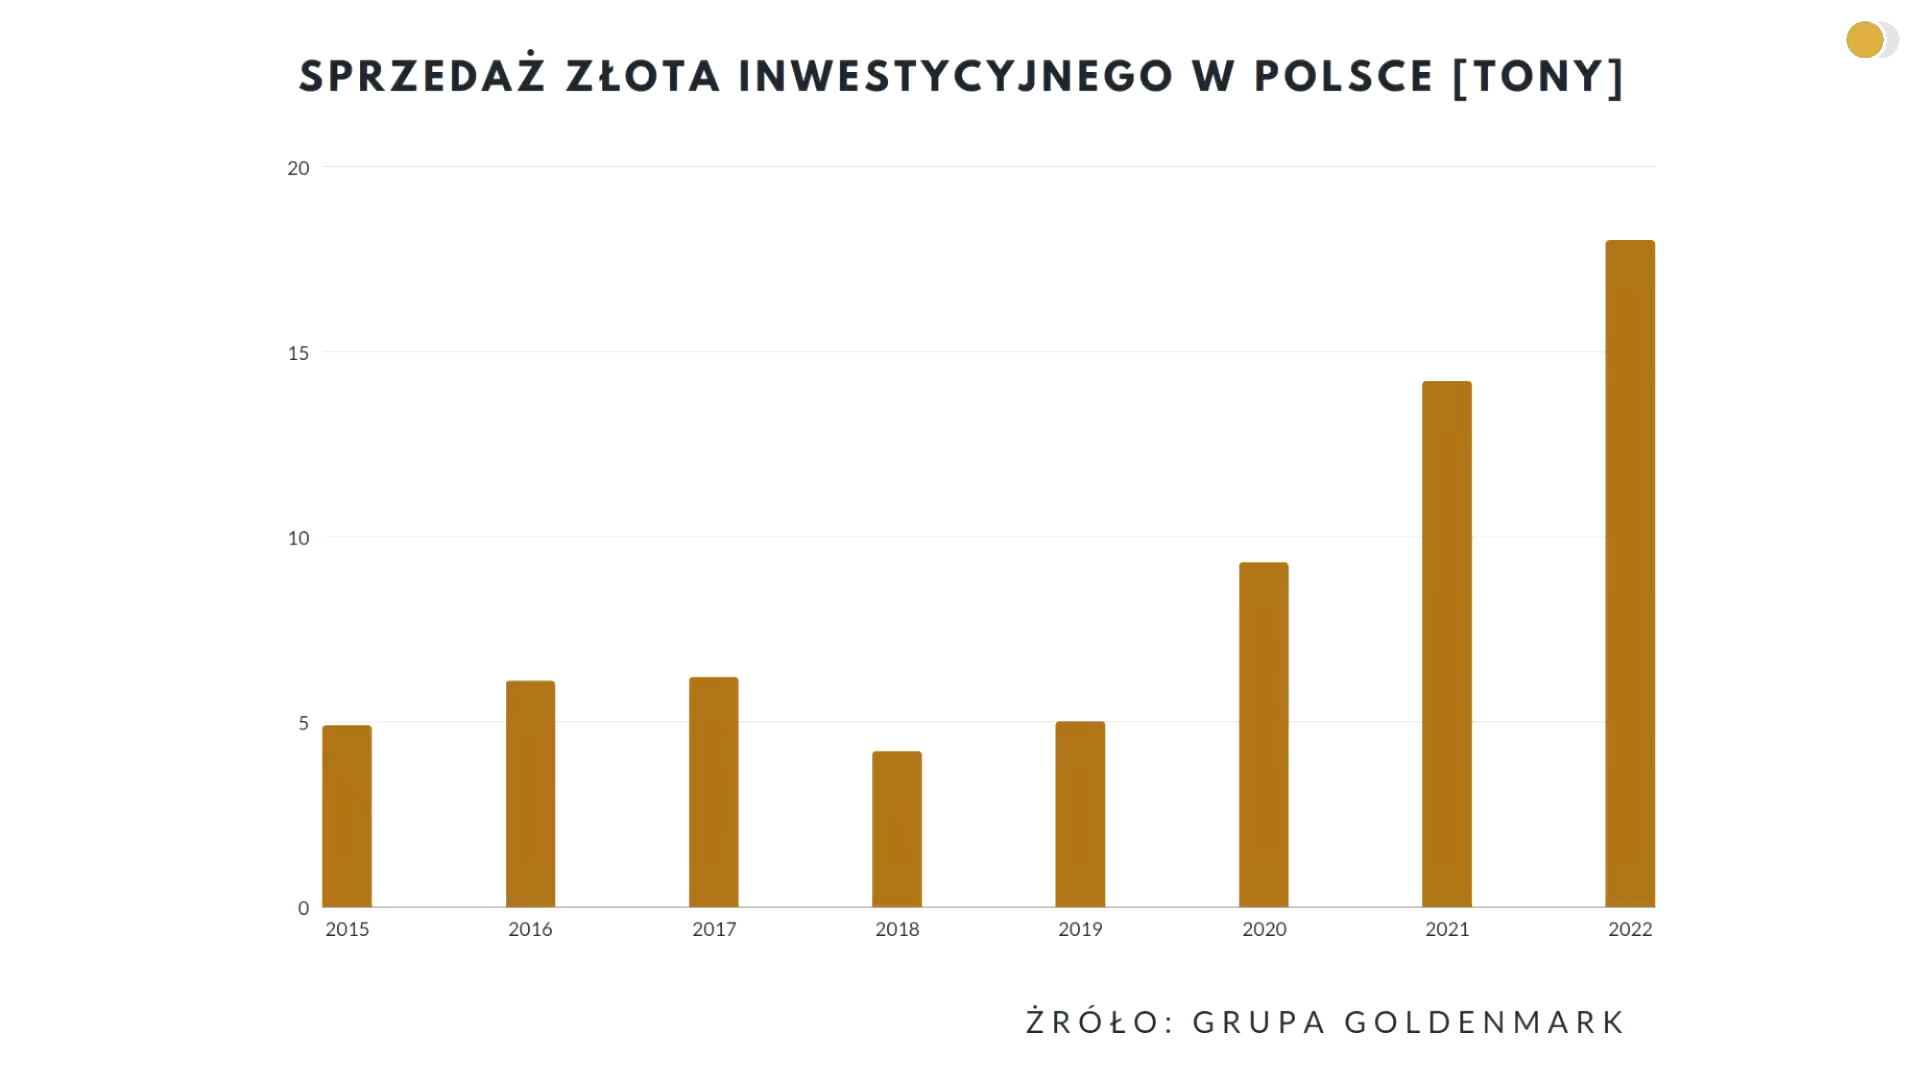 SPRZEDAŻ ZŁOTA INWESTYCYJNEGO W POLSCE [TONY]
20
15
10
5
0
2015 2016 2017 2018 2019 2020 2021 2022
ŻRÓŁO: GRUPA GOLDENMARK